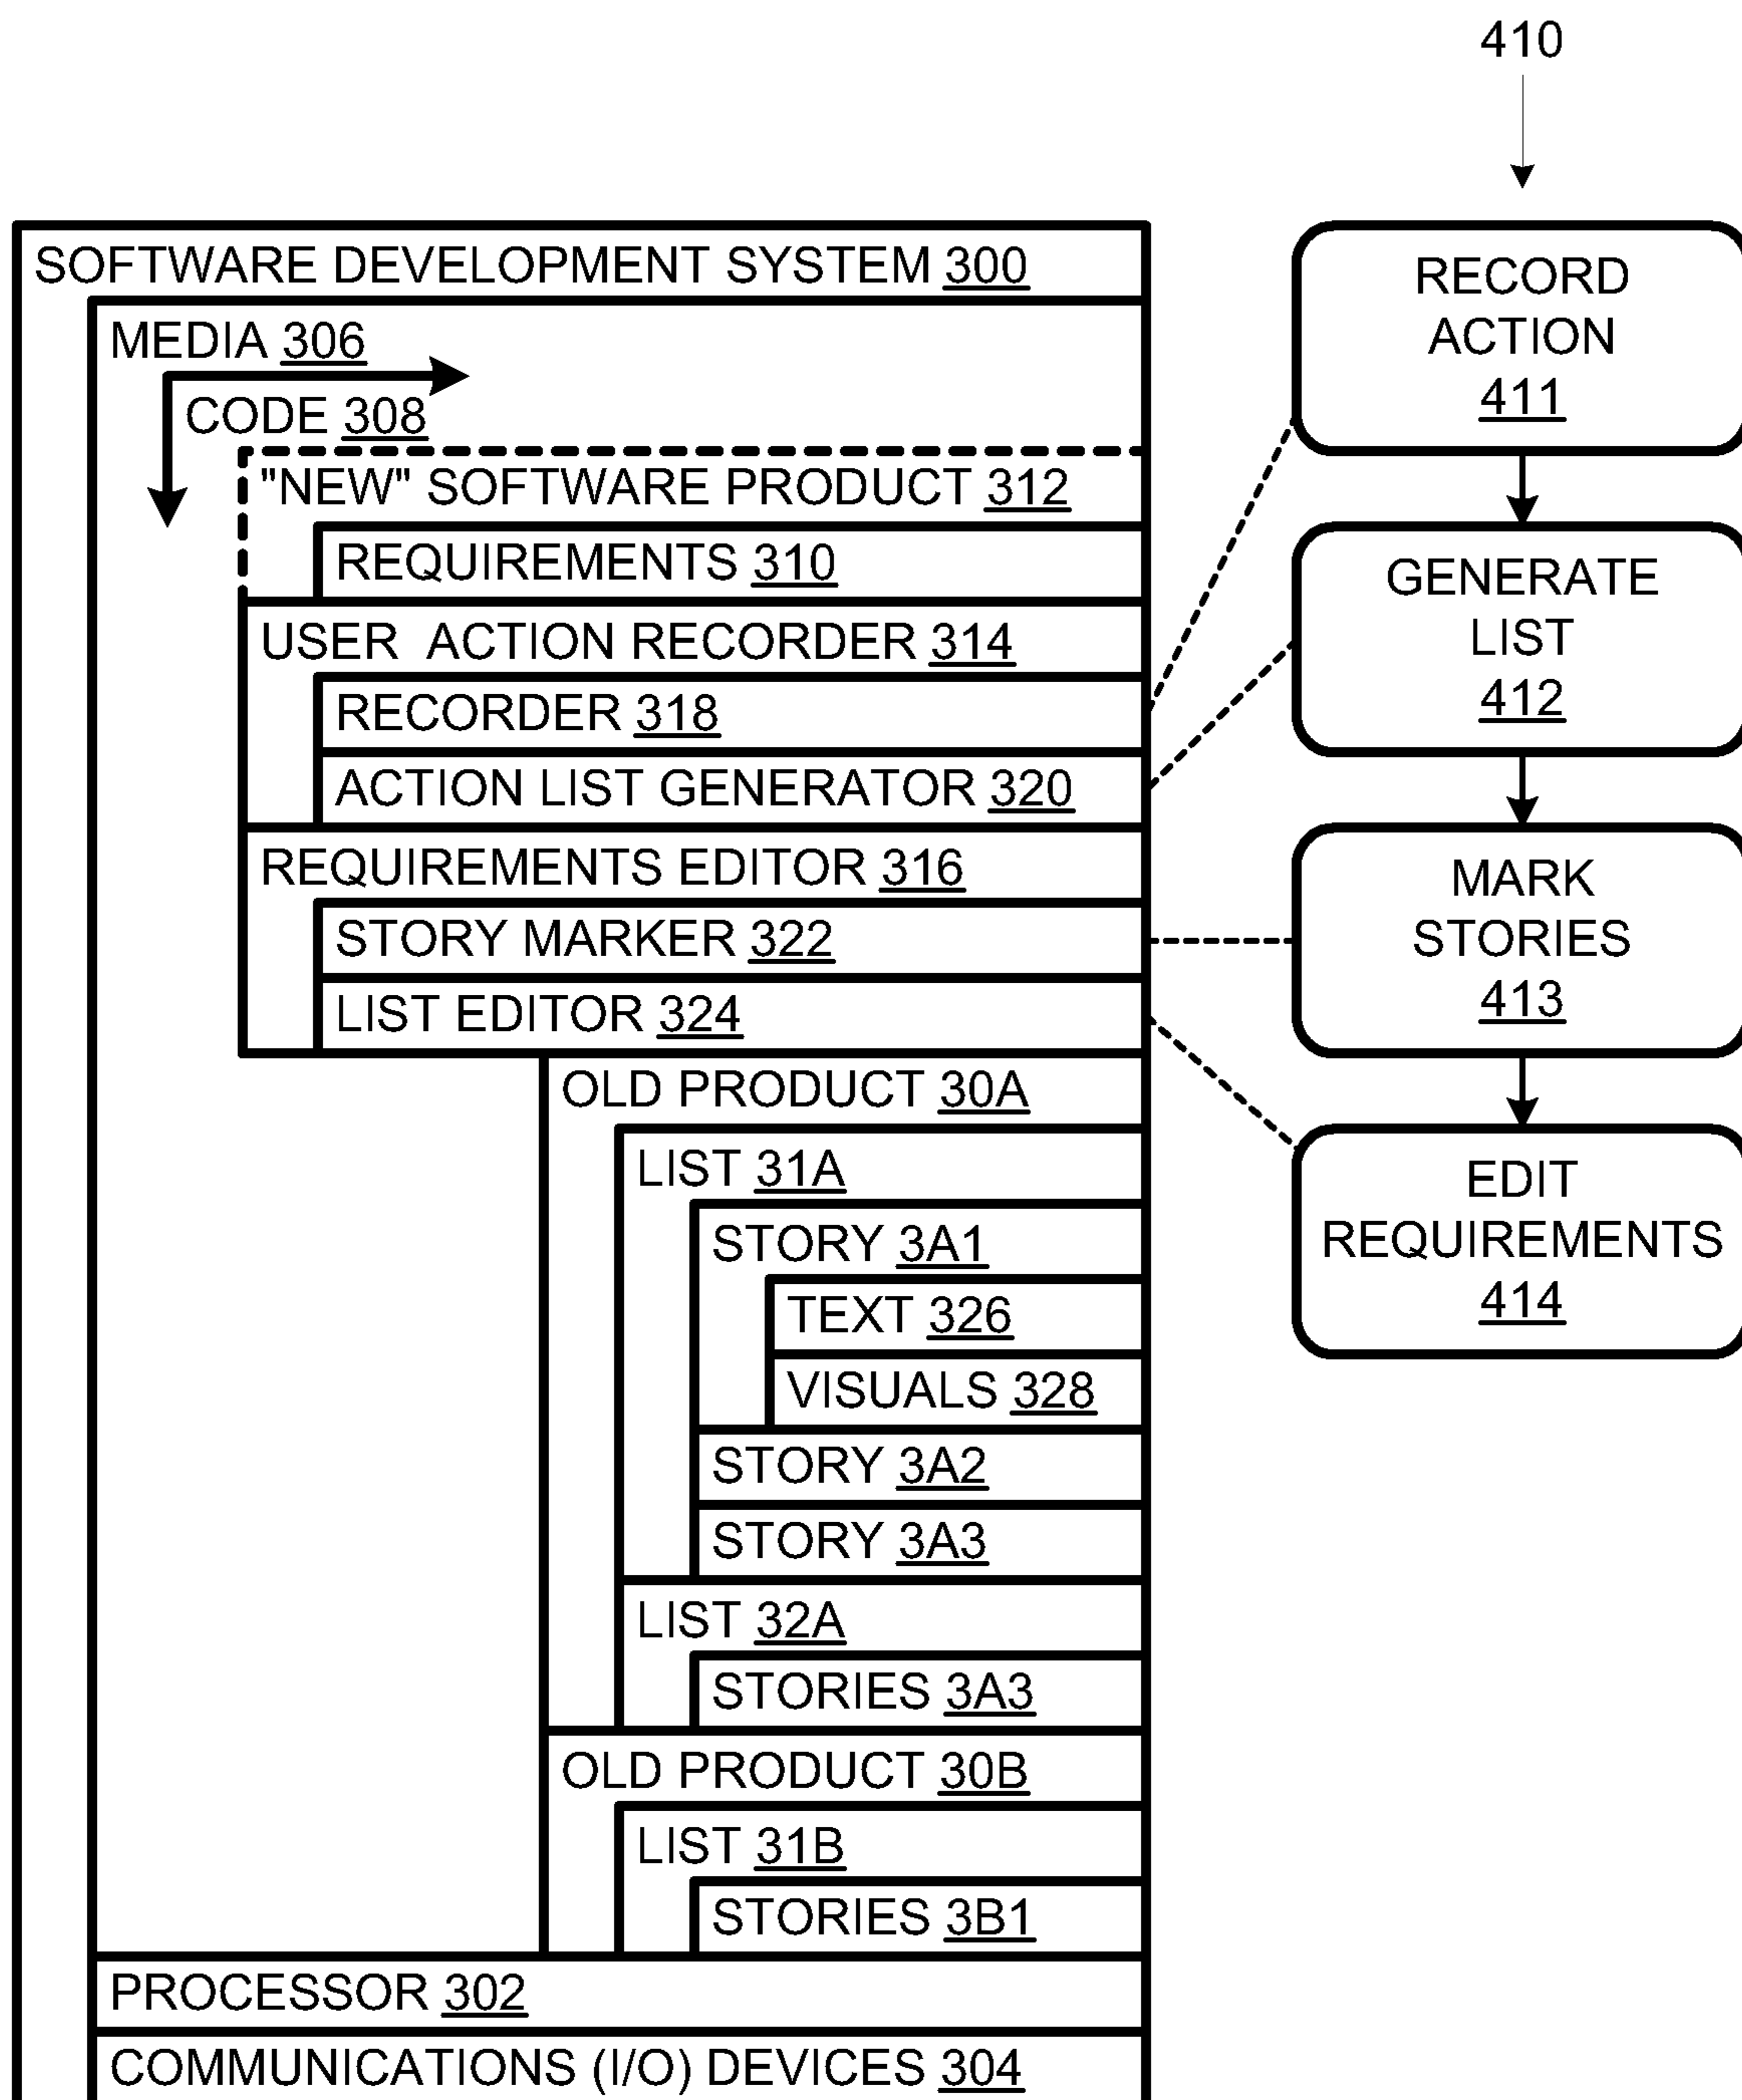 410
SOFTWARE DEVELOPMENT SYSTEM 300
MEDIA 306
CODE 308
"NEW" SOFTWARE PRODUCT 312
REQUIREMENTS 310
USER ACTION RECORDER 314
RECORDER 318
ACTION LIST GENERATOR 320
REQUIREMENTS EDITOR 316
STORY MARKER 322
LIST EDITOR 324
OLD PRODUCT 30A
LIST 31A
STORY 3A1
TEXT 326
VISUALS 328
STORY 3A2
STORY 3A3
LIST 32A
STORIES 3A3
OLD PRODUCT 30B
LIST 31B
STORIES 3B1
PROCESSOR 302
COMMUNICATIONS (I/O) DEVICES 304
RECORD
ACTION
411
GENERATE
LIST
412
MARK
STORIES
413
EDIT
REQUIREMENTS
414